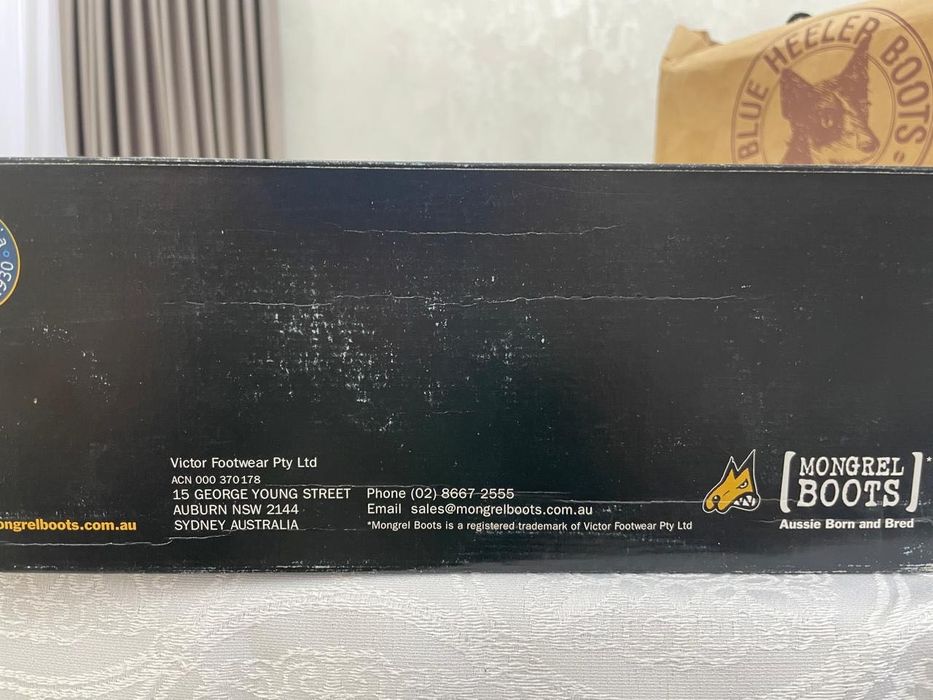 BLUE HEELER BOOTS
a
930
ongrelboots.com.au
Victor Footwear Pty Ltd
ACN 000 370 178
15 GEORGE YOUNG STREET
AUBURN NSW 2144
SYDNEY AUSTRALIA
Phone (02) 8667 2555
Email sales@mongrelboots.com.au
*Mongrel Boots is a registered trademark of Victor Footwear Pty Ltd
[MONGREL
BOOTS]*
Aussie Born and Bred